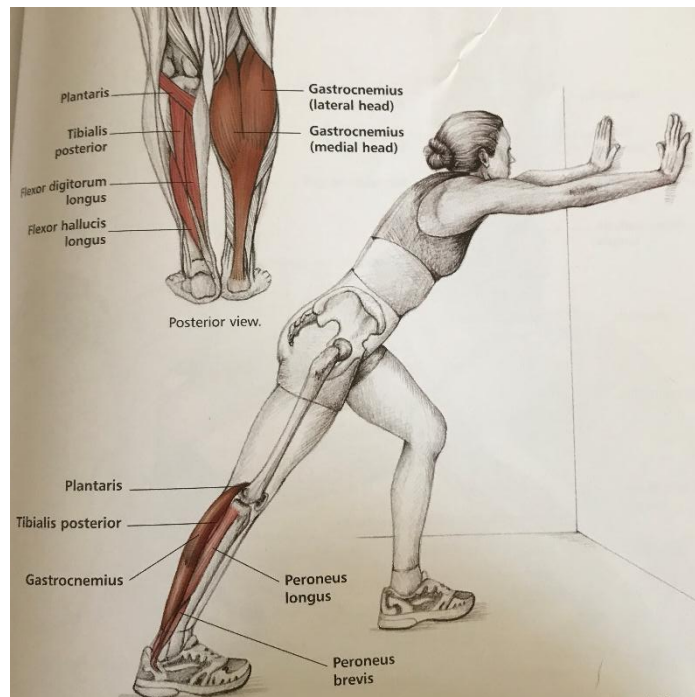 Plantaris
Tibialis
posterior
Flexor digitorum
longus
Flexor hallucis
longus
Gastrocnemius
(lateral head)
Gastrocnemius
(medial head)
Posterior view.
Plantaris
Tibialis posterior
Gastrocnemius
Peroneus
longus
Peroneus
brevis